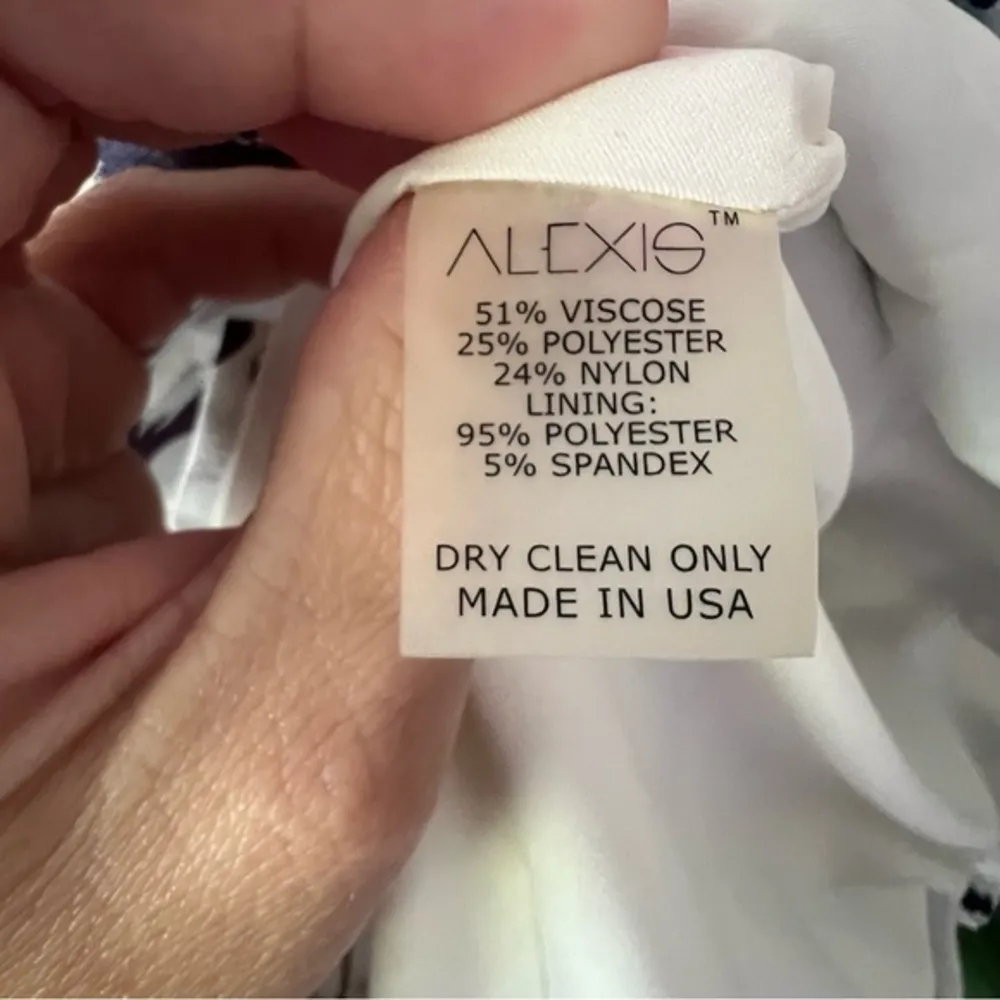 ALEXIS™
51% VISCOSE
25% POLYESTER
24% NYLON
LINING:
95% POLYESTER
5% SPANDEX
DRY CLEAN ONLY
MADE IN USA